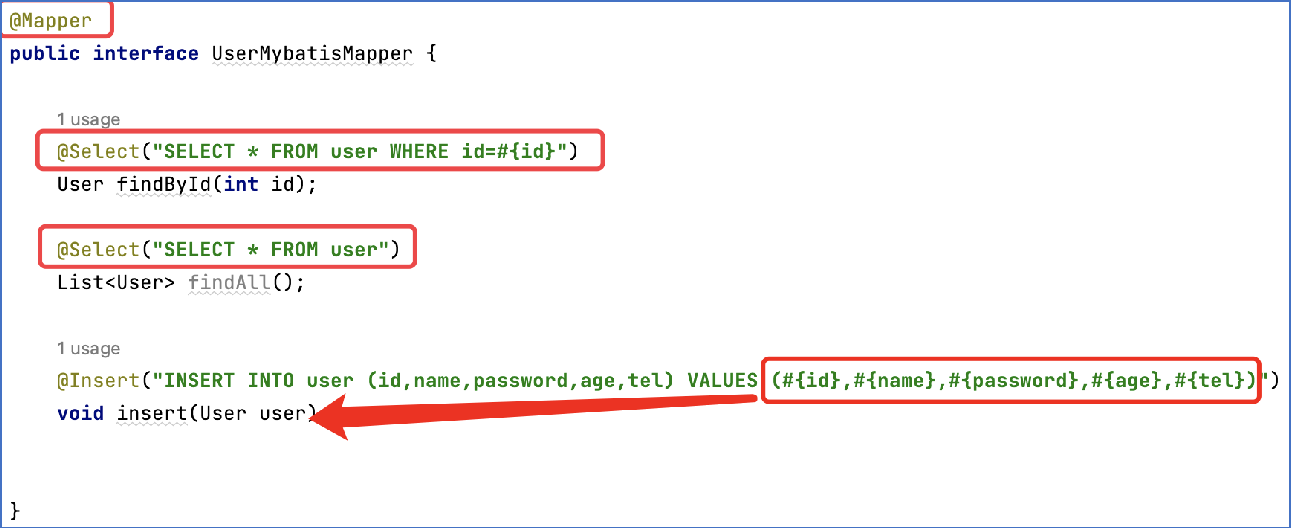 @Mapper
public interface UserMybatisMapper {
1 usage
@Select("SELECT * FROM user WHERE id=#{id}")
User findById(int id);
@Select("SELECT * FROM user")
List<User> findAll();
1 usage
@Insert("INSERT INTO user (id,name,password,age,tel) VALUES (#{id},#{name},#{password},#{age},#{tel})")
void insert(User user)
}